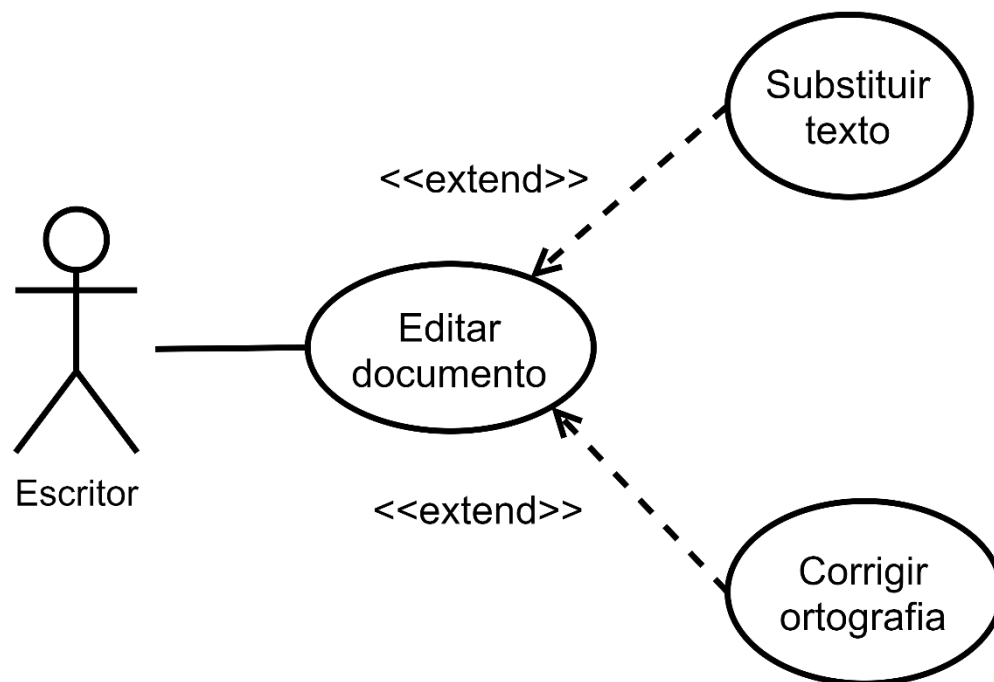 Substituir
texto
<<extend>>
Editar
documento
Escritor
<<extend>>
Corrigir
ortografia